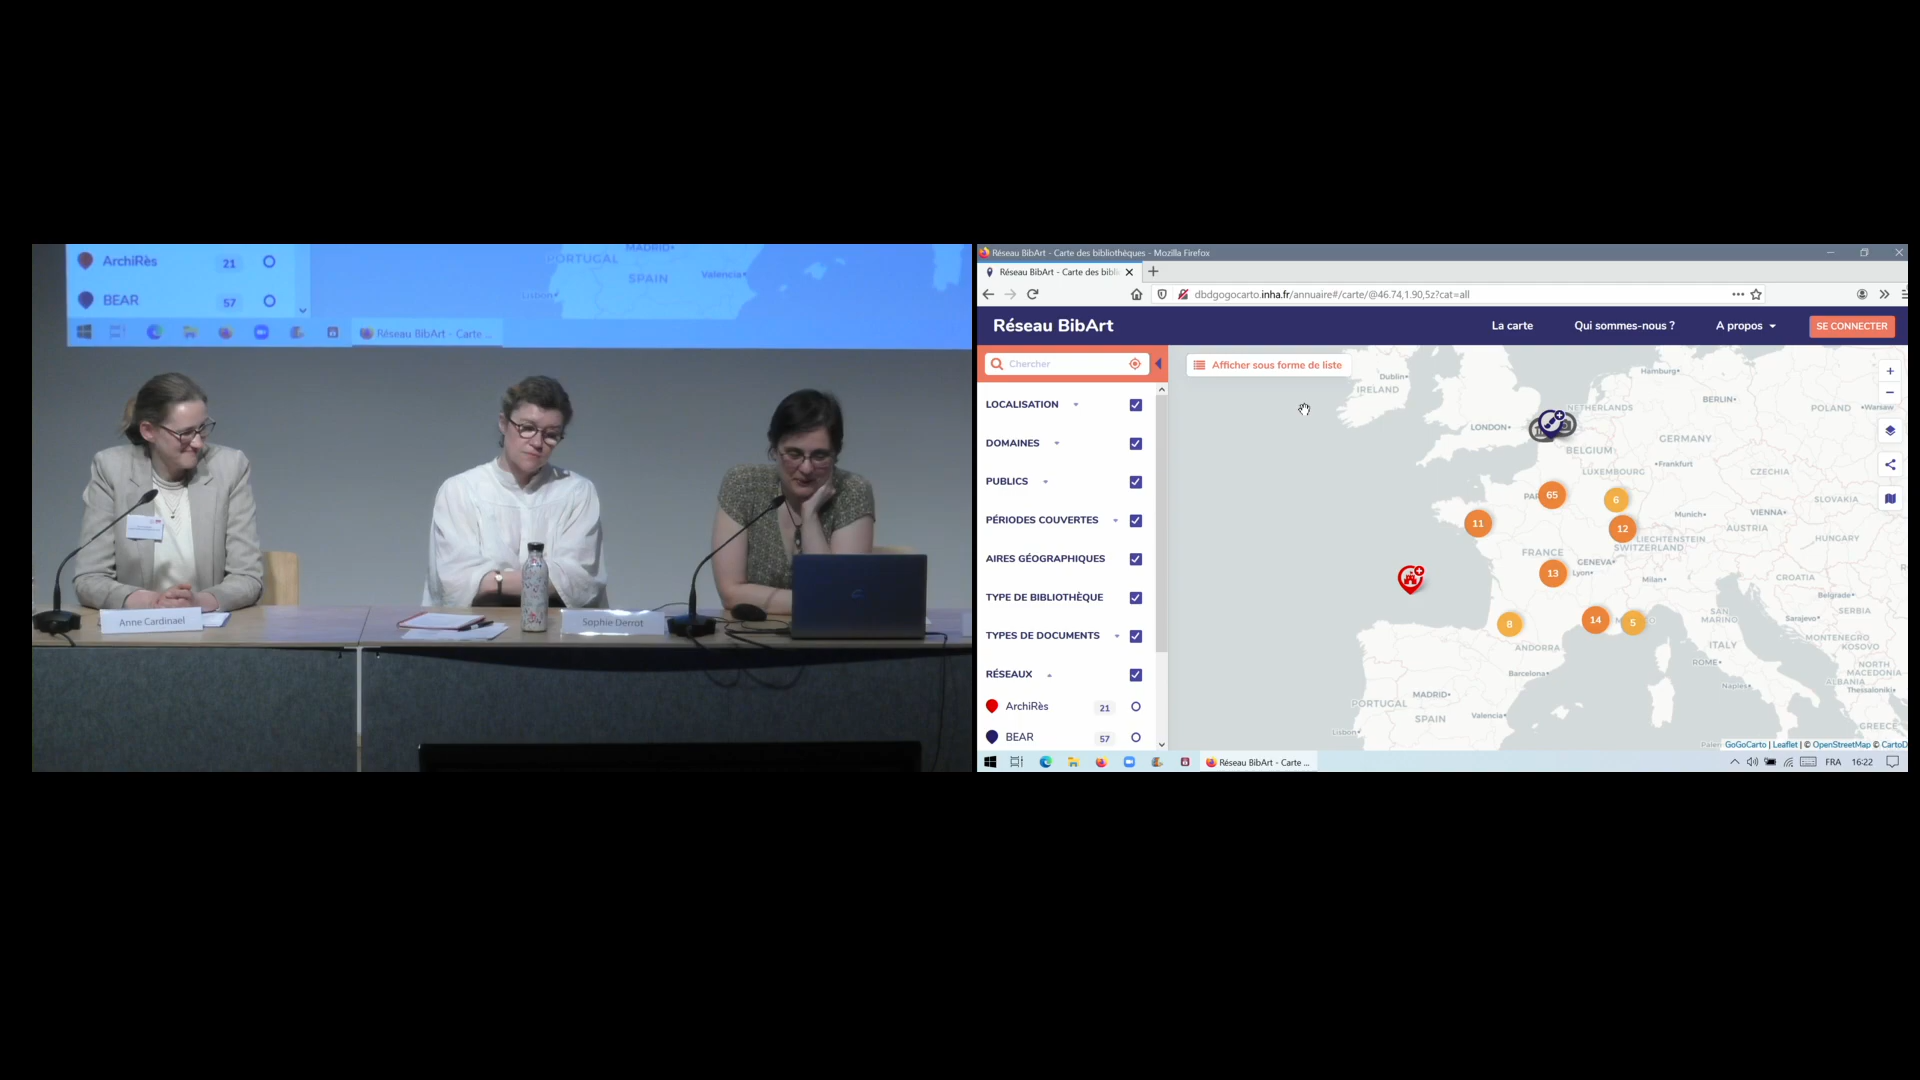 MADRID
PORTUGAL
SPAIN
Valencia
Lisbon
ArchiRès 21
BEAR 57
Réseau BibArt - Carte ...
Anne Cardinael
Sophie Derrot
Réseau BibArt - Carte des bibliothèques - Mozilla Firefox
Réseau BibArt - Carte des bibli
dbdgogocarto.inha.fr/annuaire#/carte/@46.74,1.90,5z?cat=all
Réseau BibArt
La carte
Qui sommes-nous ?
A propos
SE CONNECTER
Chercher
Afficher sous forme de liste
LOCALISATION
DOMAINES
PUBLICS
PÉRIODES COUVERTES
AIRES GÉOGRAPHIQUES
TYPE DE BIBLIOTHÈQUE
TYPES DE DOCUMENTS
RÉSEAUX
ArchiRès 21
BEAR 57
Hamburg
Dublin
IRELAND
BERLIN
POLAND
Warsaw
NETHERLANDS
LONDON
GERMANY
BELGIUM
Frankfurt
LUXEMBOURG
CZECHIA
PAR
65
6
SLOVAKIA
Munich
VIENNA
11
12
AUSTRIA
LIECHTENSTEIN
HUNGARY
SWITZERLAND
FRANCE
GENEVA
13
Lyon
Milan
CROATIA
Belgrade
SAN MARINO
SERBIA
8
14
5
Sarajevo
MONTENEGRO
KOSOVO
ITALY
ANDORRA
ROME
Barcelona
NORTH MACEDONIA
ALBANIA
Naples
Thessaloniki
MADRID
PORTUGAL
SPAIN
Valencia
GREECE
Lisbon
GoGoCarto | Leaflet | © OpenStreetMap © CartoD
Réseau BibArt - Carte ...
FRA
16:22